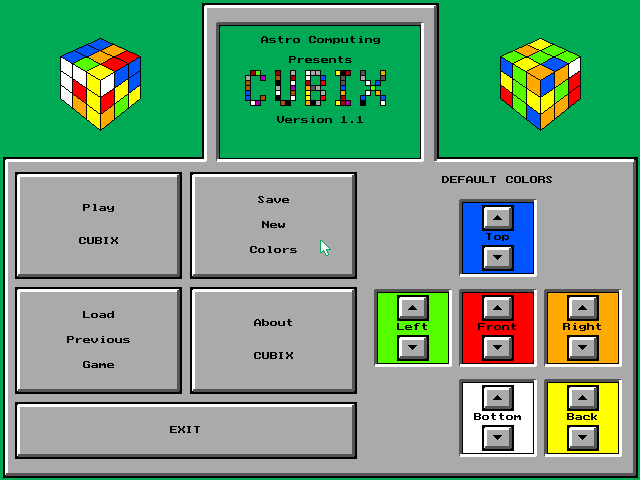 Astro Computing
Presents
CUBIX
Version 1.1
DEFAULT COLORS
Play
CUBIX
Save
New
Colors
Top
Load
Previous
Game
About
CUBIX
Left
Front
Right
Bottom
Back
EXIT